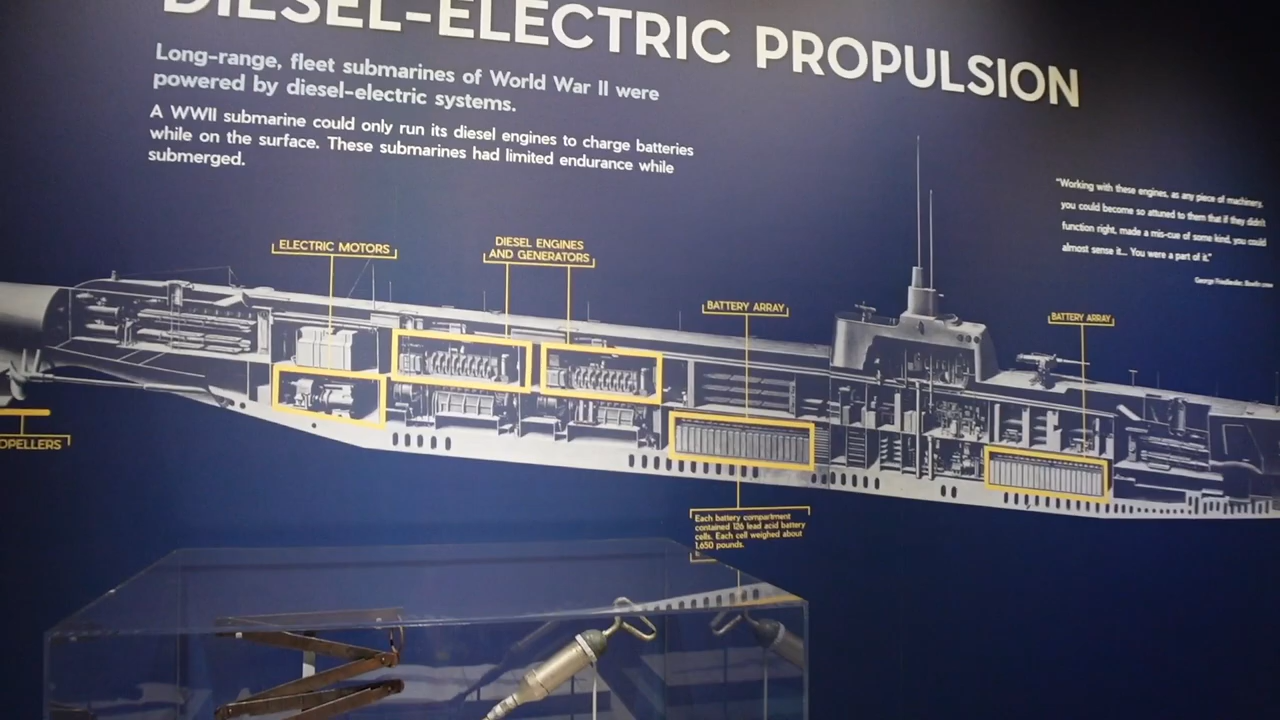 DIESEL-ELECTRIC PROPULSION
Long-range, fleet submarines of World War II were
powered by diesel-electric systems.
A WWII submarine could only run its diesel engines to charge batteries
while on the surface. These submarines had limited endurance while
submerged.
"Working with these engines, as any piece of machinery,
you could become so attuned to them that if they didn't
function right, made a mis-cue of some kind, you could
almost sense it... You were a part of it."
George
ELECTRIC MOTORS
DIESEL ENGINES
AND GENERATORS
BATTERY ARRAY
BATTERY ARRAY
OPELLERS
Each battery compartment
contained 126 lead acid battery
cells. Each cell weighed about
1,650 pounds.